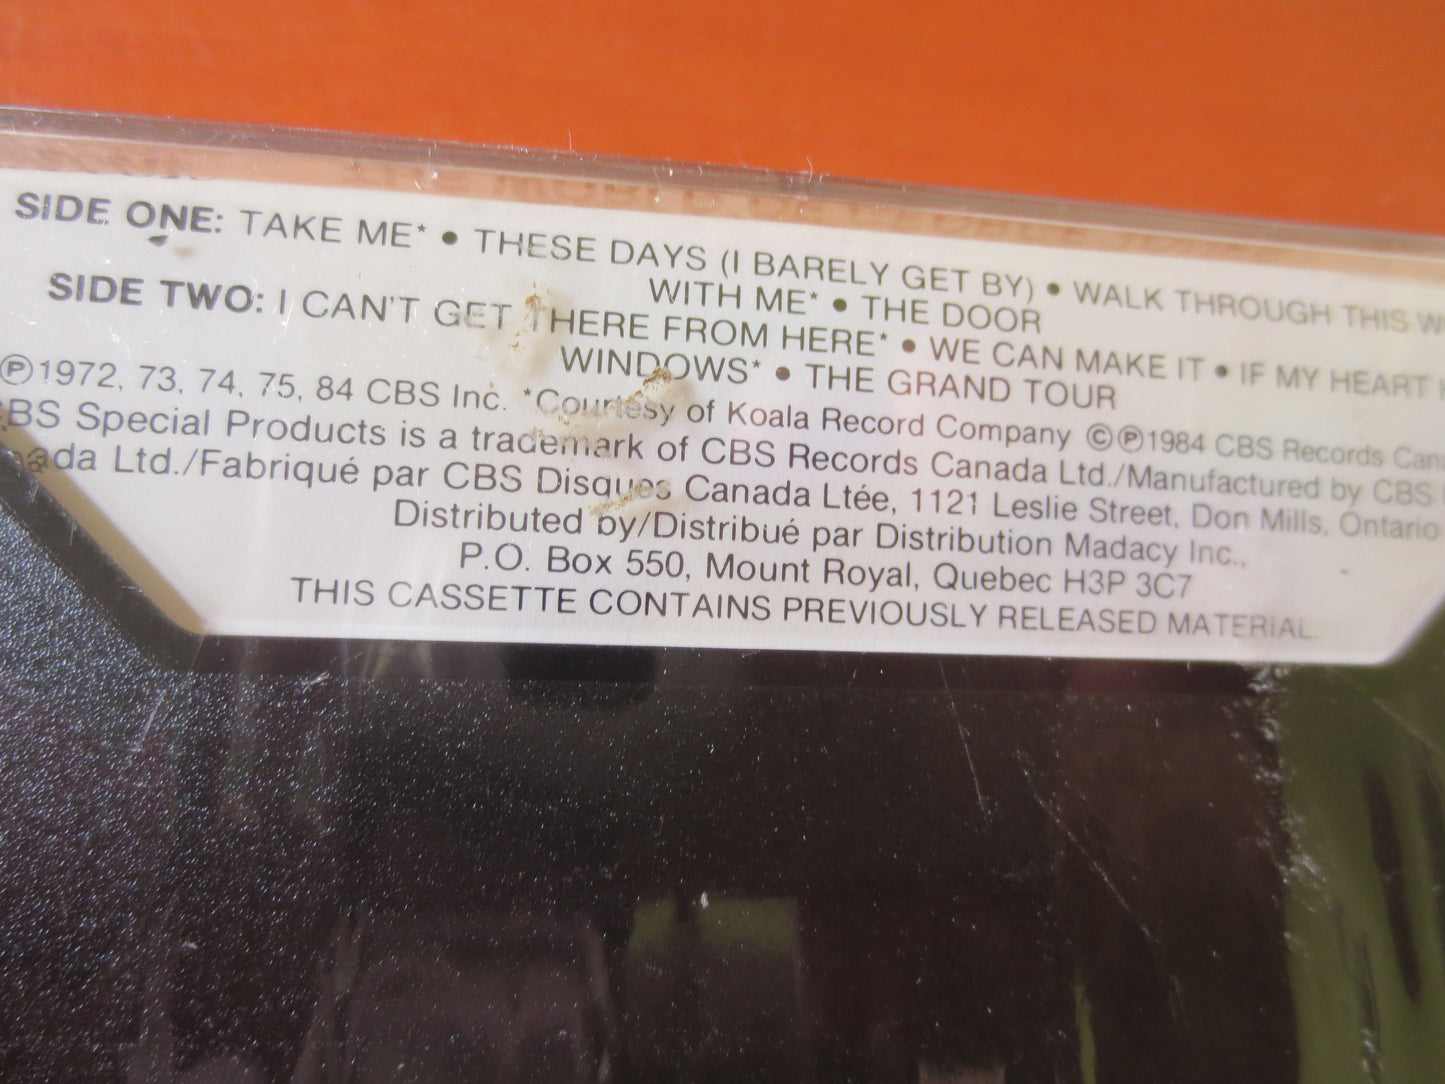 SIDE ONE: TAKE ME* • THESE DAYS (I BARELY GET BY) • WALK THROUGH THIS
WITH ME* • THE DOOR
SIDE TWO: I CAN'T GET THERE FROM HERE* • WE CAN MAKE IT • IF MY HEART
WINDOWS* • THE GRAND TOUR
Ⓟ1972, 73, 74, 75, 84 CBS Inc. *Courtesy of Koala Record Company ©Ⓟ1984 CBS Records
CBS Special Products is a trademark of CBS Records Canada Ltd./Manufactured by CBS
Ltd./Fabriqué par CBS Disques Canada Ltée, 1121 Leslie Street, Don Mills, Ontario
Distributed by/Distribué par Distribution Madacy Inc.,
P.O. Box 550, Mount Royal, Quebec H3P 3C7
THIS CASSETTE CONTAINS PREVIOUSLY RELEASED MATERIAL.